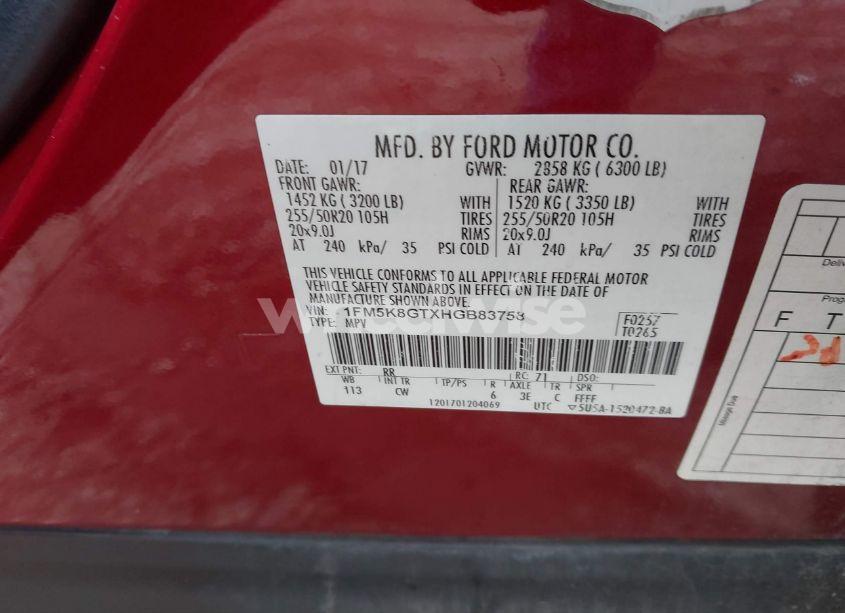 MFD. BY FORD MOTOR CO.
DATE: 01/17 GVWR: 2858 KG ( 6300 LB)
FRONT GAWR: REAR GAWR:
1452 KG ( 3200 LB) WITH 1520 KG ( 3350 LB) WITH
255/50R20 105H TIRES 255/50R20 105H TIRES
20x9.0J RIMS 20x9.0J RIMS
AT 240 kPa/ 35 PSI COLD AT 240 kPa/ 35 PSI COLD
THIS VEHICLE CONFORMS TO ALL APPLICABLE FEDERAL MOTOR
VEHICLE SAFETY STANDARDS IN EFFECT ON THE DATE OF
MANUFACTURE SHOWN ABOVE.
VIN: 1FM5K8GTXHGB83758 F0257
TYPE: MPV T0265
EXT PNT: RR RC: 71 DSO:
WB INT TR TP/PS R AXLE TR
113 CW 6 3E C FFFF
1201701204069 UTC ▽5U5A-1520472-BA
Mileage Due
F T